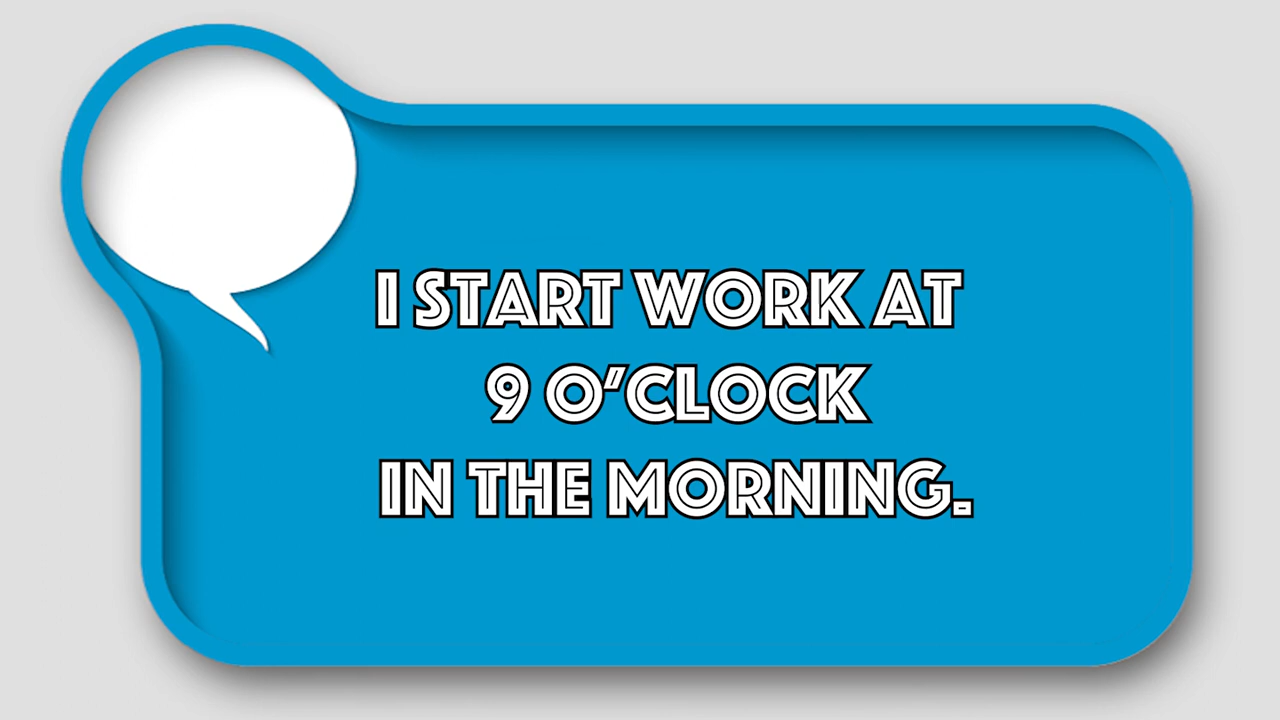 I START WORK AT
9 O'CLOCK
IN THE MORNING.